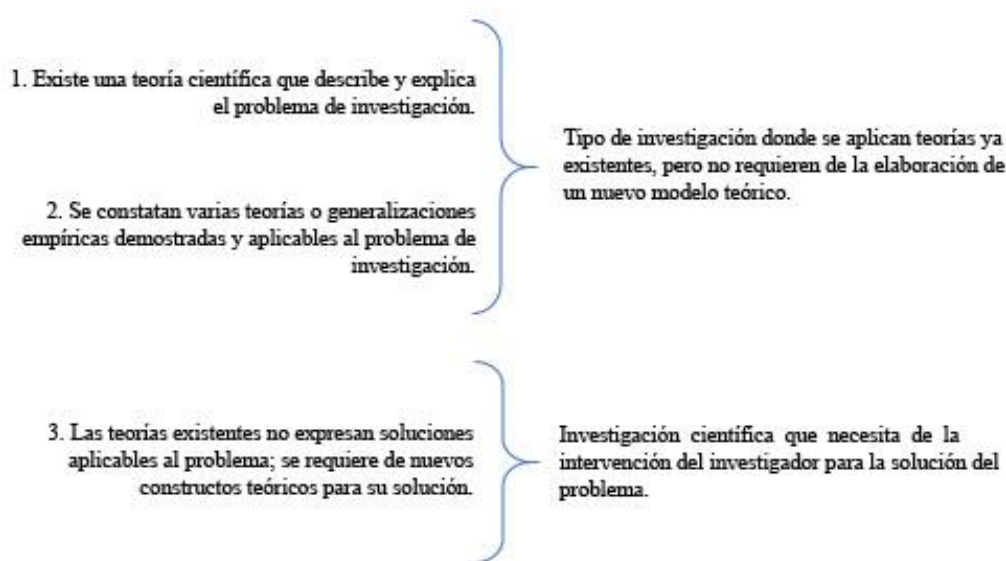 1. Existe una teoría científica que describe y explica
el problema de investigación.
Tipo de investigación donde se aplican teorías ya
existentes, pero no requieren de la elaboración de
un nuevo modelo teórico.
2. Se constatan varias teorías o generalizaciones
empíricas demostradas y aplicables al problema de
investigación.
3. Las teorías existentes no expresan soluciones
aplicables al problema; se requiere de nuevos
constructos teóricos para su solución.
Investigación científica que necesita de la
intervención del investigador para la solución del
problema.